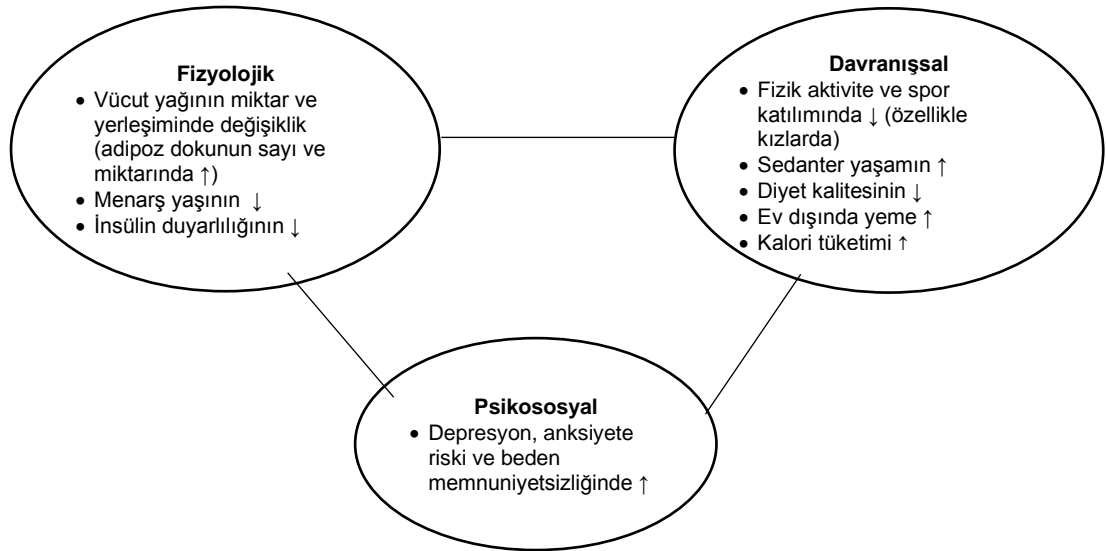 Fizyolojik
• Vücut yağının miktar ve
yerleşiminde değişiklik
(adipoz dokunun sayı ve
miktarında ↑)
• Menarş yaşının ↓
• İnsülin duyarlılığının ↓
Davranışsal
• Fizik aktivite ve spor
katılımında ↓ (özellikle
kızlarda)
• Sedanter yaşamın ↑
• Diyet kalitesinin ↓
• Ev dışında yeme ↑
• Kalori tüketimi ↑
Psikososyal
• Depresyon, anksiyete
riski ve beden
memnuniyetsizliğinde ↑